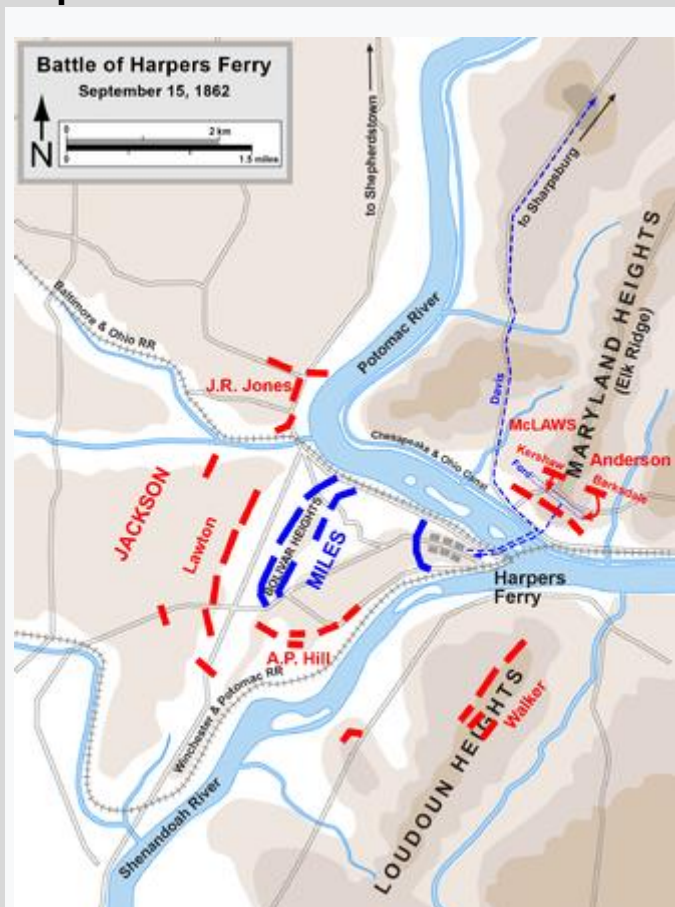 Battle of Harpers Ferry
September 15, 1862
N
0
2 km
0
1.5 miles
to Shepherdstown
to Sharpsburg
Baltimore & Ohio RR
Potomac River
MARYLAND HEIGHTS
(Elk Ridge)
J.R. Jones
Davis
McLAWS
Chesapeake & Ohio Canal
Kershaw
Anderson
Ford
Barksdale
JACKSON
Lawton
BOLIVAR HEIGHTS
MILES
Harpers
Ferry
A.P. Hill
Winchester & Potomac RR
Walker
LOUDOUN HEIGHTS
Shenandoah River